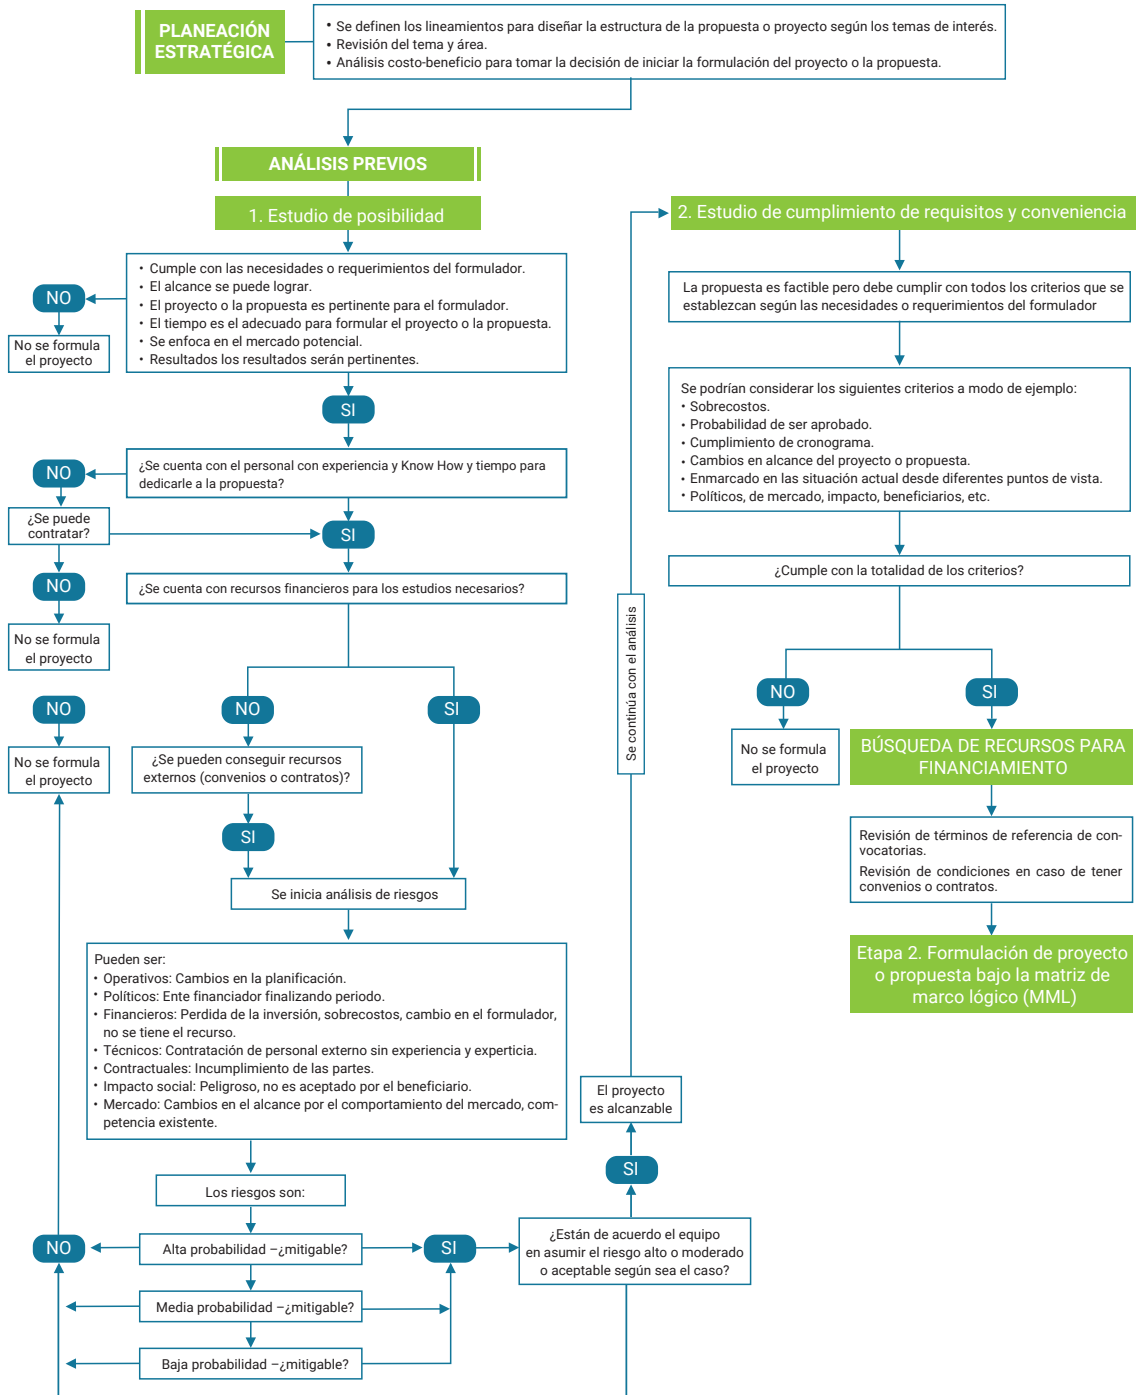 PLANEACIÓN
ESTRATÉGICA
• Se definen los lineamientos para diseñar la estructura de la propuesta o proyecto según los temas de interés.
• Revisión del tema y área.
• Análisis costo-beneficio para tomar la decisión de iniciar la formulación del proyecto o la propuesta.
ANÁLISIS PREVIOS
1. Estudio de posibilidad
• Cumple con las necesidades o requerimientos del formulador.
• El alcance se puede lograr.
• El proyecto o la propuesta es pertinente para el formulador.
• El tiempo es el adecuado para formular el proyecto o la propuesta.
• Se enfoca en el mercado potencial.
• Resultados los resultados serán pertinentes.
NO
No se formula
el proyecto
SI
¿Se cuenta con el personal con experiencia y Know How y tiempo para
dedicarle a la propuesta?
NO
¿Se puede
contratar?
SI
NO
No se formula
el proyecto
¿Se cuenta con recursos financieros para los estudios necesarios?
NO
SI
NO
No se formula
el proyecto
¿Se pueden conseguir recursos
externos (convenios o contratos)?
SI
Se inicia análisis de riesgos
Pueden ser:
• Operativos: Cambios en la planificación.
• Políticos: Ente financiador finalizando periodo.
• Financieros: Perdida de la inversión, sobrecostos, cambio en el formulador,
no se tiene el recurso.
• Técnicos: Contratación de personal externo sin experiencia y experticia.
• Contractuales: Incumplimiento de las partes.
• Impacto social: Peligroso, no es aceptado por el beneficiario.
• Mercado: Cambios en el alcance por el comportamiento del mercado, com-
petencia existente.
Los riesgos son:
NO
Alta probabilidad –¿mitigable?
SI
Media probabilidad –¿mitigable?
Baja probabilidad –¿mitigable?
¿Están de acuerdo el equipo
en asumir el riesgo alto o moderado
o aceptable según sea el caso?
SI
El proyecto
es alcanzable
Se continúa con el análisis
2. Estudio de cumplimiento de requisitos y conveniencia
La propuesta es factible pero debe cumplir con todos los criterios que se
establezcan según las necesidades o requerimientos del formulador
Se podrían considerar los siguientes criterios a modo de ejemplo:
• Sobrecostos.
• Probabilidad de ser aprobado.
• Cumplimiento de cronograma.
• Cambios en alcance del proyecto o propuesta.
• Enmarcado en las situación actual desde diferentes puntos de vista.
• Políticos, de mercado, impacto, beneficiarios, etc.
¿Cumple con la totalidad de los criterios?
NO
No se formula
el proyecto
SI
BÚSQUEDA DE RECURSOS PARA
FINANCIAMIENTO
Revisión de términos de referencia de con-
vocatorias.
Revisión de condiciones en caso de tener
convenios o contratos.
Etapa 2. Formulación de proyecto
o propuesta bajo la matriz de
marco lógico (MML)